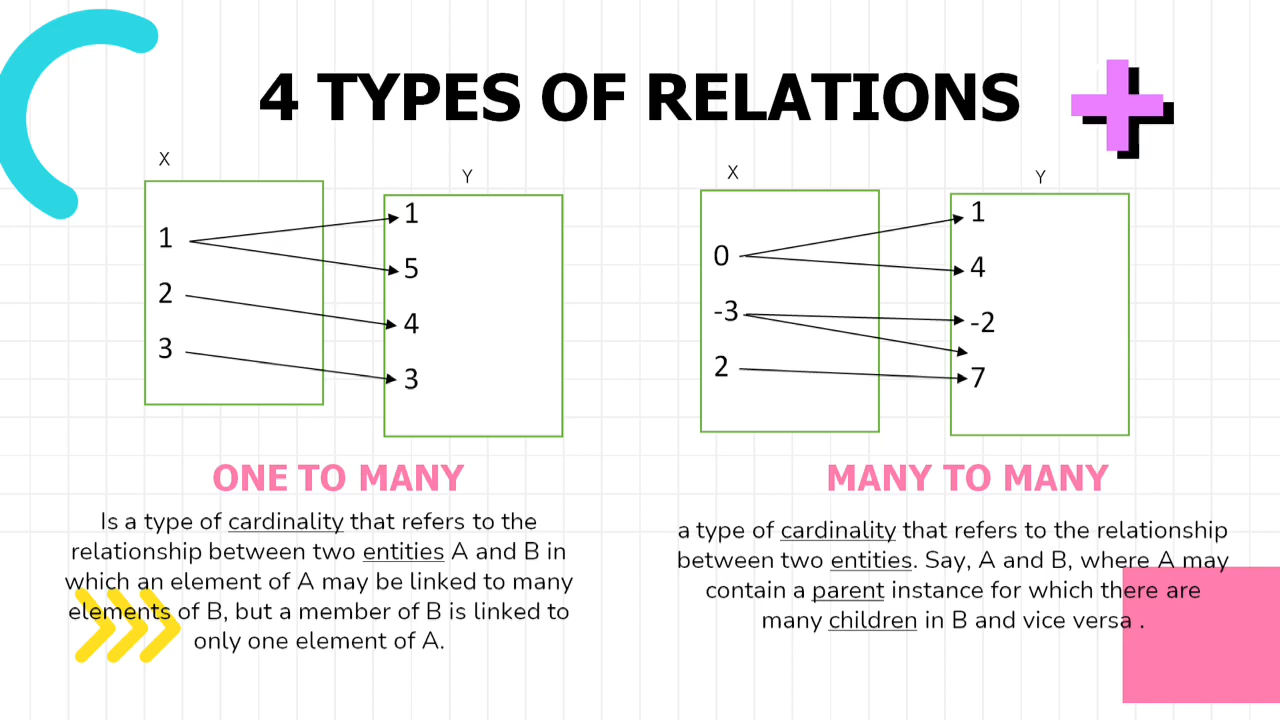 4 TYPES OF RELATIONS
X
Y
1
2
3
1
5
4
3
X
Y
0
-3
2
1
4
-2
7
ONE TO MANY
Is a type of cardinality that refers to the
relationship between two entities A and B in
which an element of A may be linked to many
elements of B, but a member of B is linked to
only one element of A.
MANY TO MANY
a type of cardinality that refers to the relationship
between two entities. Say, A and B, where A may
contain a parent instance for which there are
many children in B and vice versa .